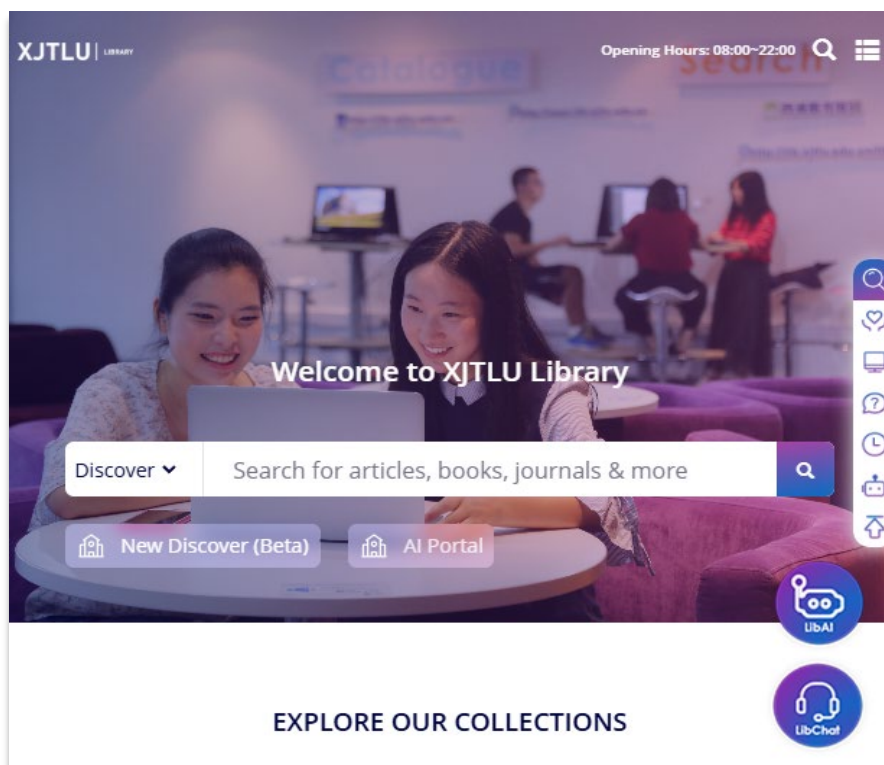 Catalogue
Search
XJTLU | LIBRARY
Opening Hours: 08:00~22:00
Welcome to XJTLU Library
Discover
Search for articles, books, journals & more
New Discover (Beta)
AI Portal
LibAI
EXPLORE OUR COLLECTIONS
LibChat